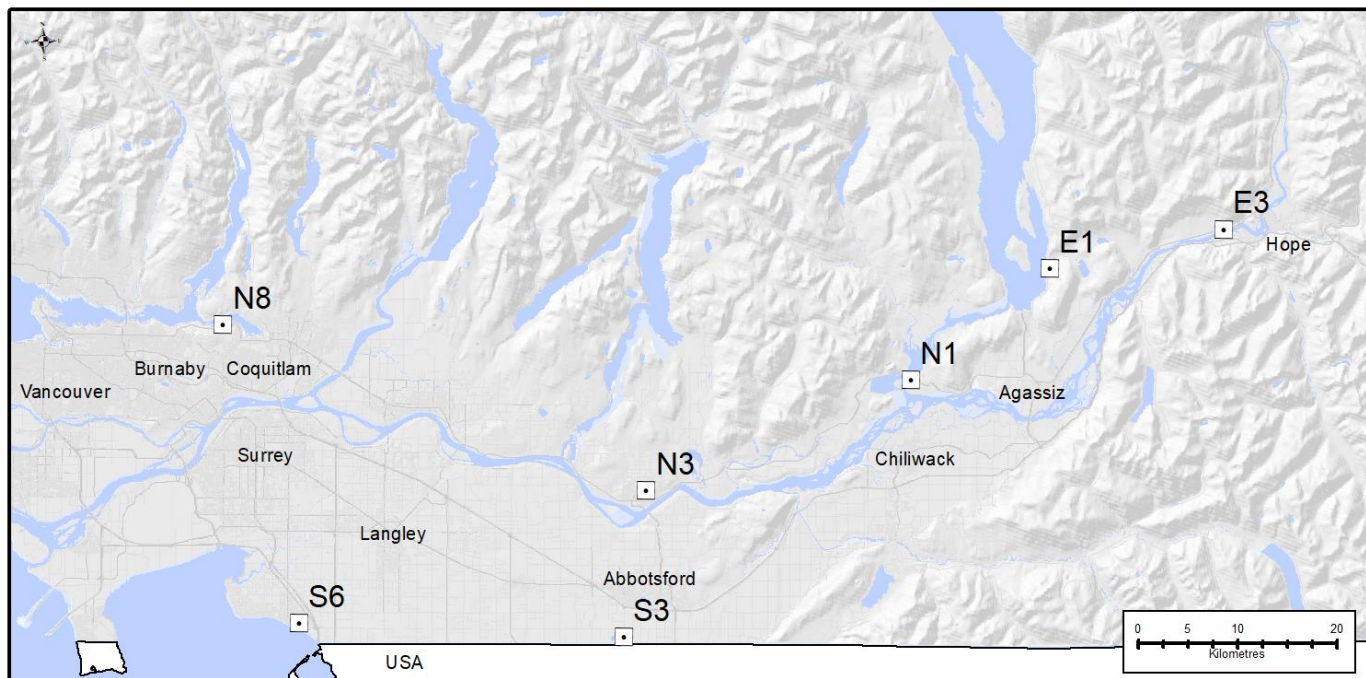 N
W E
S
E3
Hope
E1
N8
N1
Burnaby Coquitlam
Vancouver
Agassiz
Surrey
N3
Chiliwack
Langley
Abbotsford
S6
S3
USA
0 5 10 20
Kilometres